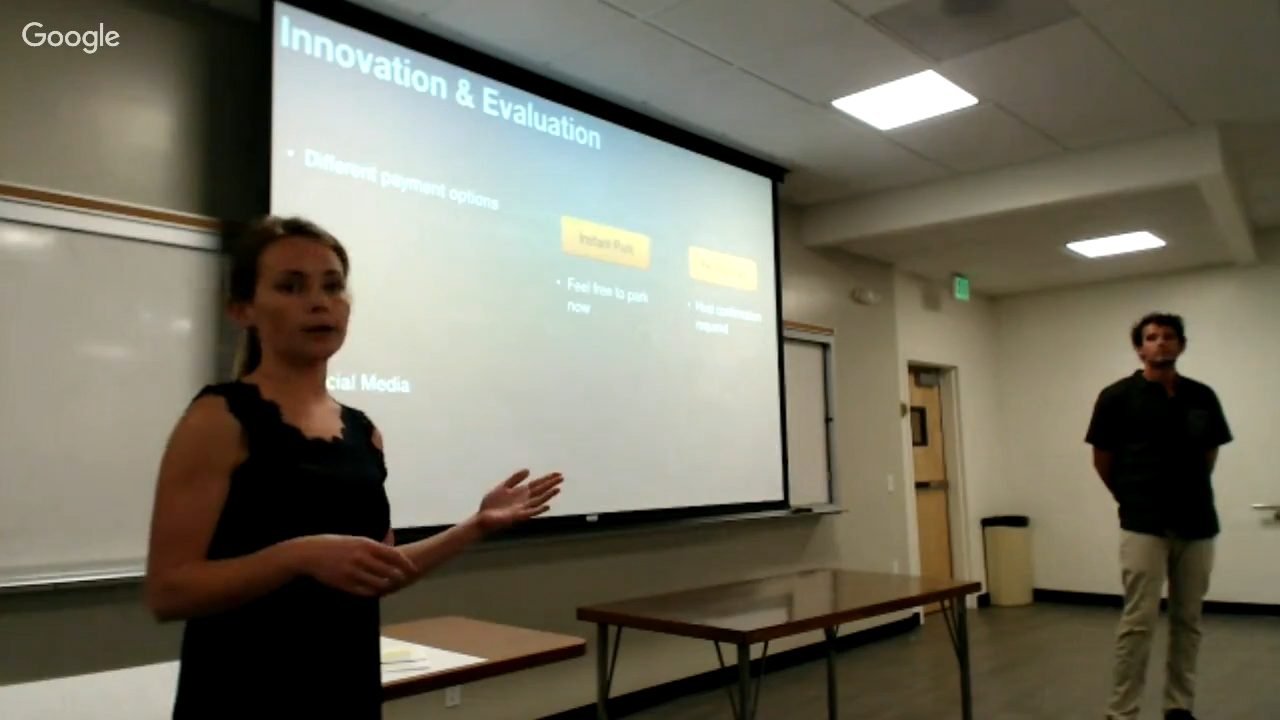 Google
Innovation & Evaluation
• Different payment options
Instant Park
• Feel free to park
now
• Host confirmation
required
cial Media